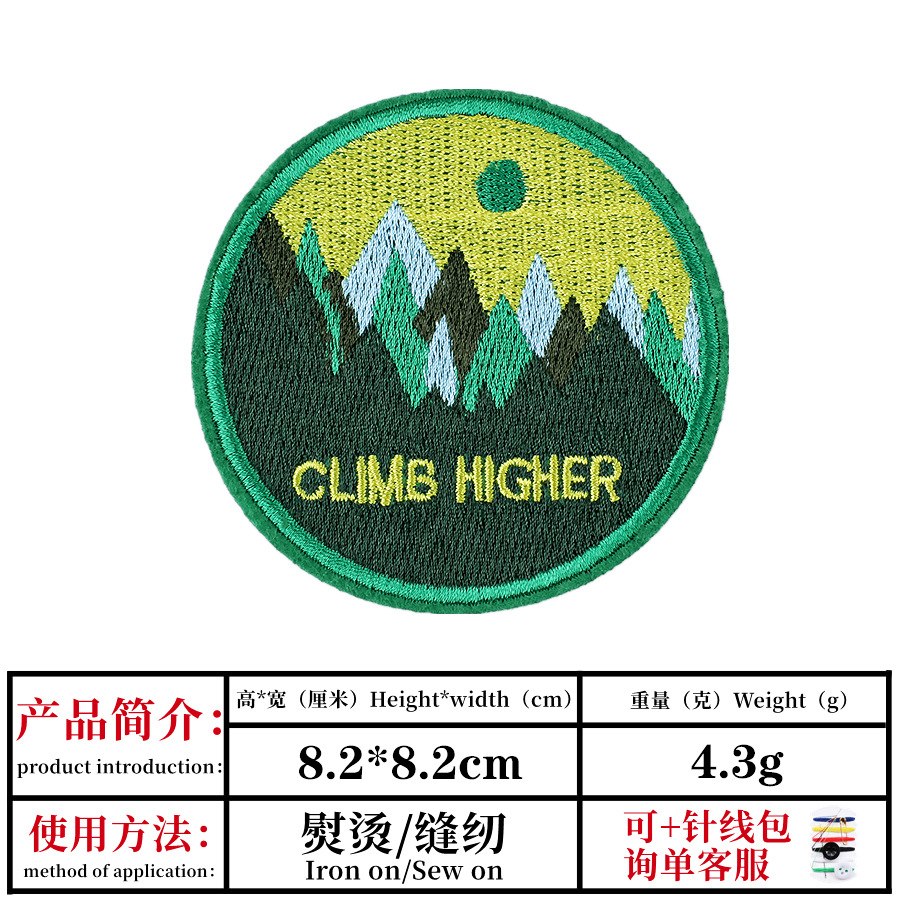 CLIMB HIGHER
产品简介：
product introduction：
高*宽（厘米）Height*width（cm）
8.2*8.2cm
重量（克）Weight（g）
4.3g
使用方法：
method of application：
熨烫/缝纫
Iron on/Sew on
可+针线包
询单客服